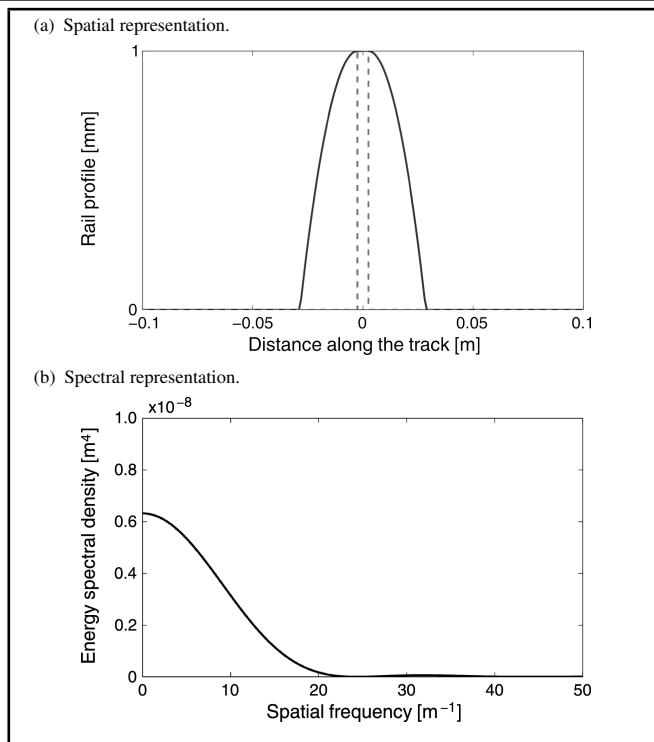 (a) Spatial representation.
1
Rail profile [mm]
0
−0.1 −0.05 0 0.05 0.1
Distance along the track [m]
(b) Spectral representation.
x10⁻⁸
1.0
0.8
0.6
0.4
0.2
0
Energy spectral density [m⁴]
0 10 20 30 40 50
Spatial frequency [m⁻¹]